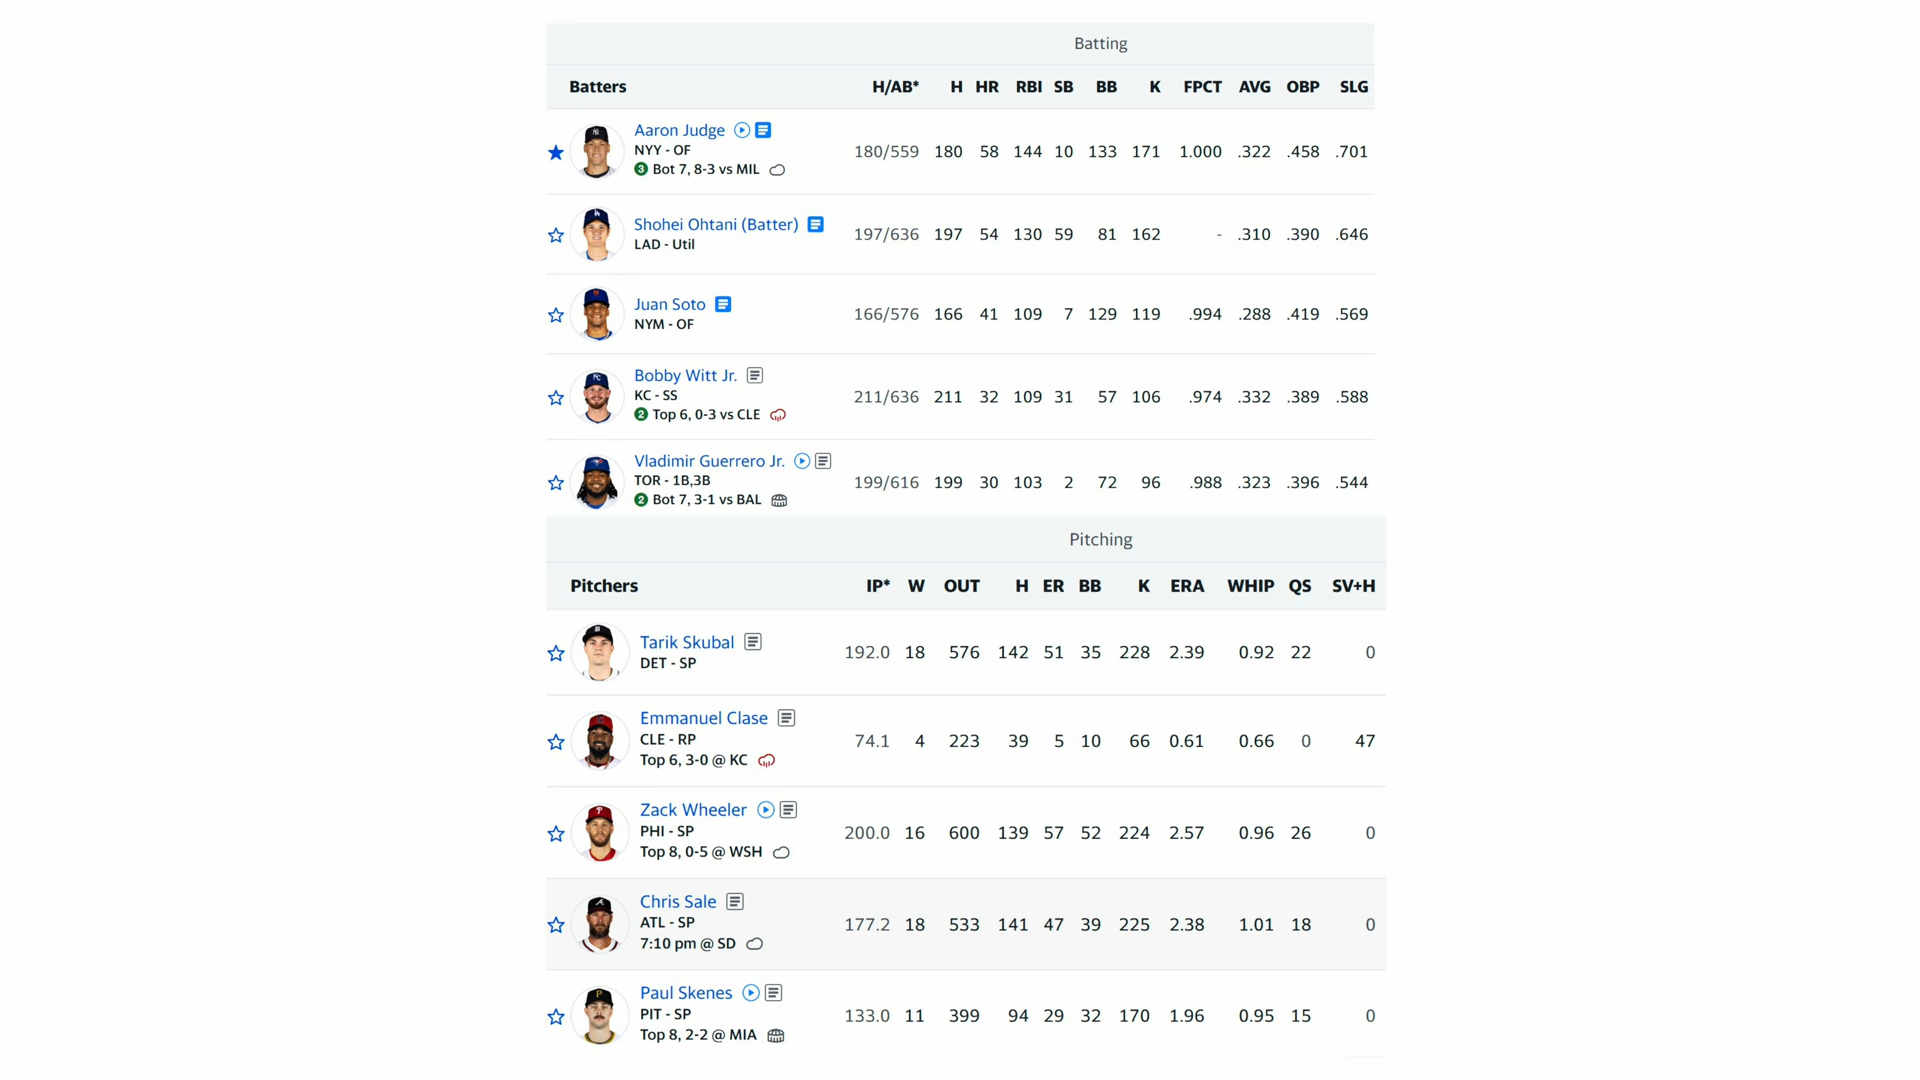 Batting
Batters H/AB* H HR RBI SB BB K FPCT AVG OBP SLG
Aaron Judge
NYY - OF 180/559 180 58 144 10 133 171 1.000 .322 .458 .701
3 Bot 7, 8-3 vs MIL
Shohei Ohtani (Batter)
LAD - Util 197/636 197 54 130 59 81 162 - .310 .390 .646
Juan Soto
NYM - OF 166/576 166 41 109 7 129 119 .994 .288 .419 .569
Bobby Witt Jr.
KC - SS 211/636 211 32 109 31 57 106 .974 .332 .389 .588
2 Top 6, 0-3 vs CLE
Vladimir Guerrero Jr.
TOR - 1B,3B 199/616 199 30 103 2 72 96 .988 .323 .396 .544
2 Bot 7, 3-1 vs BAL
Pitching
Pitchers IP* W OUT H ER BB K ERA WHIP QS SV+H
Tarik Skubal
DET - SP 192.0 18 576 142 51 35 228 2.39 0.92 22 0
Emmanuel Clase
CLE - RP 74.1 4 223 39 5 10 66 0.61 0.66 0 47
Top 6, 3-0 @ KC
Zack Wheeler
PHI - SP 200.0 16 600 139 57 52 224 2.57 0.96 26 0
Top 8, 0-5 @ WSH
Chris Sale
ATL - SP 177.2 18 533 141 47 39 225 2.38 1.01 18 0
7:10 pm @ SD
Paul Skenes
PIT - SP 133.0 11 399 94 29 32 170 1.96 0.95 15 0
Top 8, 2-2 @ MIA